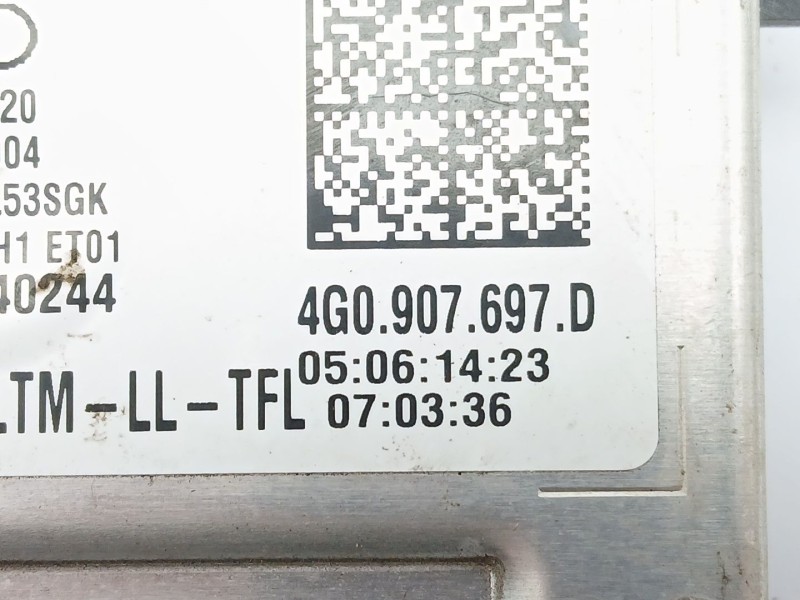 20
04
53SGK
H1 ET01
40244
4G0.907.697.D
LTM-LL-TFL
05:06:14:23
07:03:36